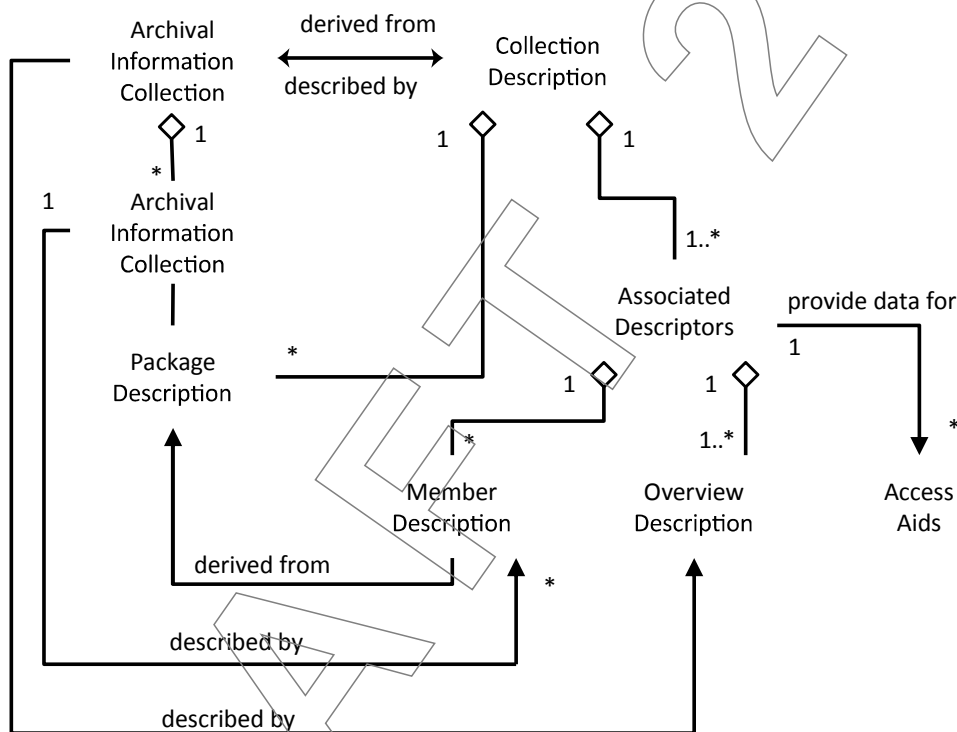 Archival
Information
Collection
derived from
described by
Collection
Description
1
*
1
1
1
Archival
Information
Collection
1..*
Associated
Descriptors
provide data for
1
*
Package
Description
1
1
*
1..*
*
Member
Description
Overview
Description
Access
Aids
derived from
*
described by
described by